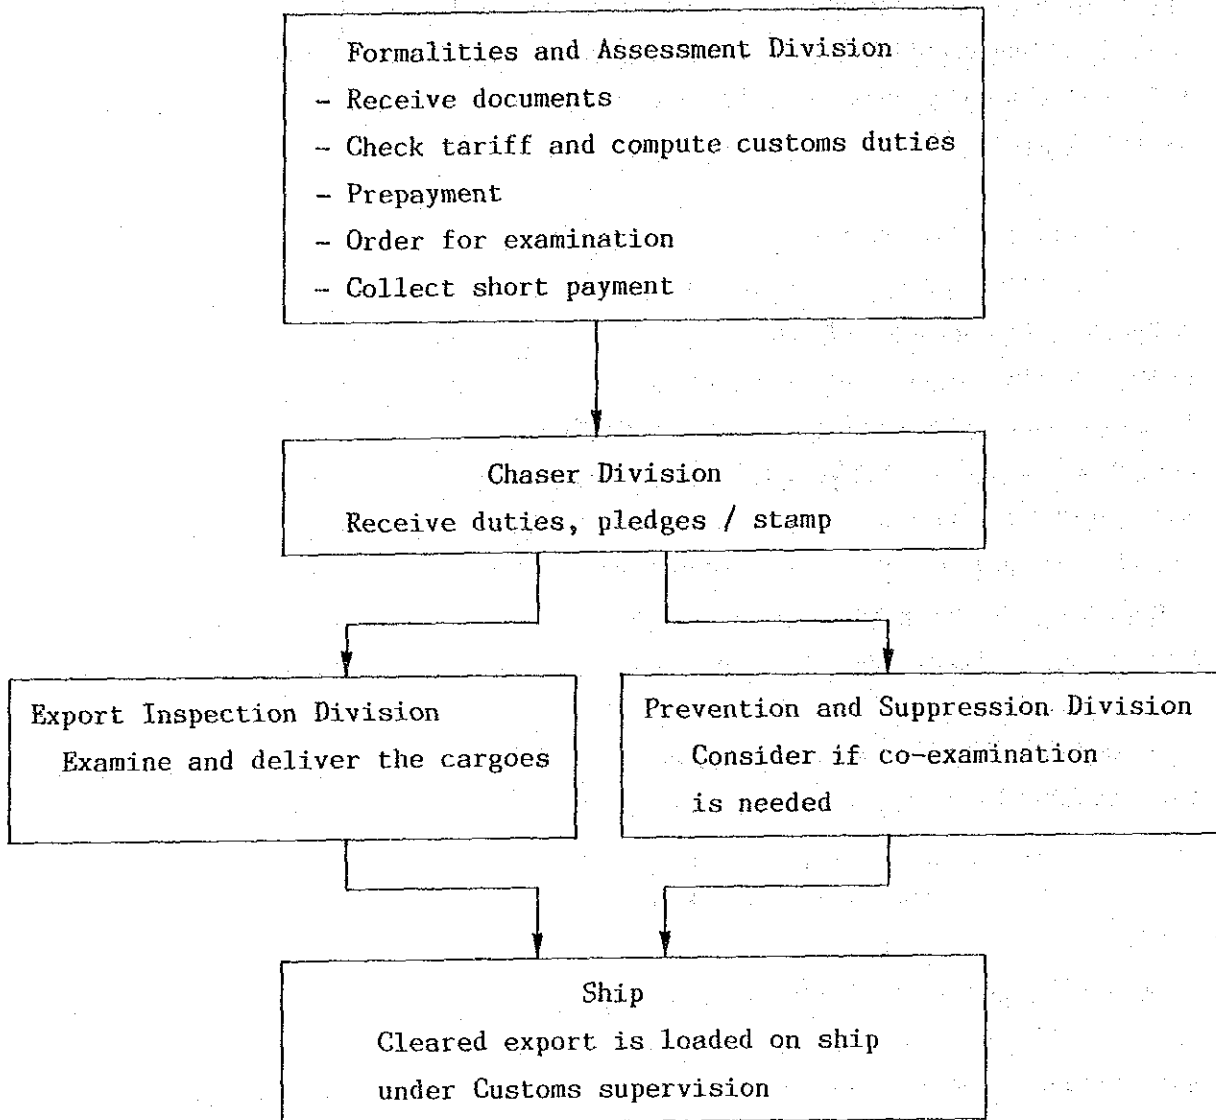 Formalities and Assessment Division
- Receive documents
- Check tariff and compute customs duties
- Prepayment
- Order for examination
- Collect short payment
Chaser Division
Receive duties, pledges / stamp
Export Inspection Division
Examine and deliver the cargoes
Prevention and Suppression Division
Consider if co-examination
is needed
Ship
Cleared export is loaded on ship
under Customs supervision